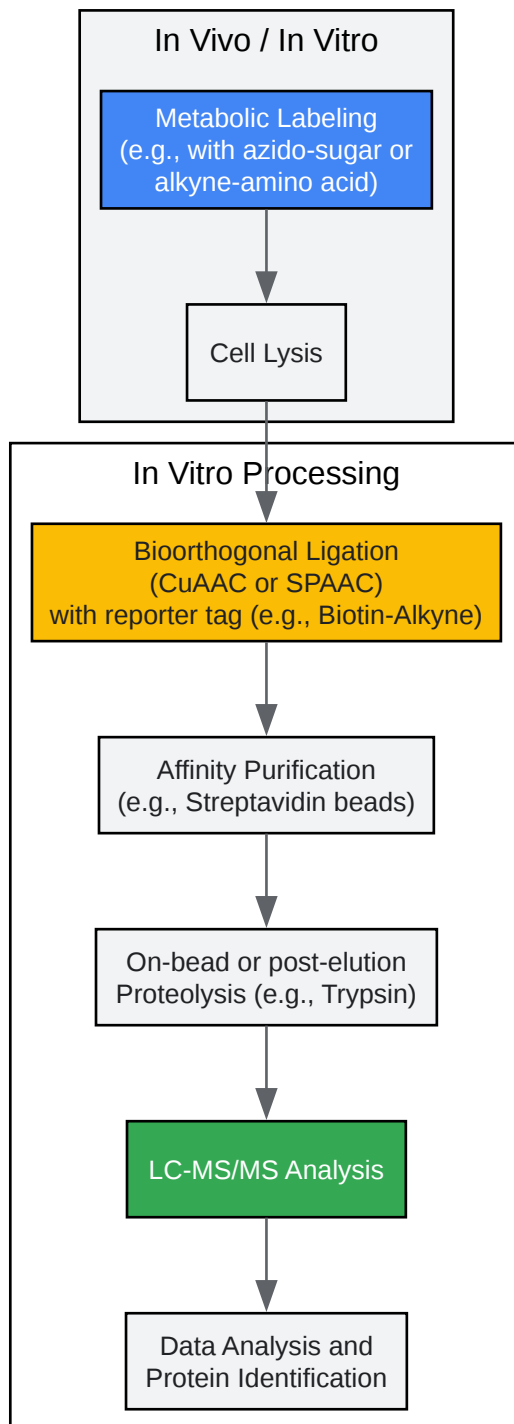 In Vivo / In Vitro
Metabolic Labeling
(e.g., with azido-sugar or
alkyne-amino acid)
Cell Lysis
In Vitro Processing
Bioorthogonal Ligation
(CuAAC or SPAAC)
with reporter tag (e.g., Biotin-Alkyne)
Affinity Purification
(e.g., Streptavidin beads)
On-bead or post-elution
Proteolysis (e.g., Trypsin)
LC-MS/MS Analysis
Data Analysis and
Protein Identification